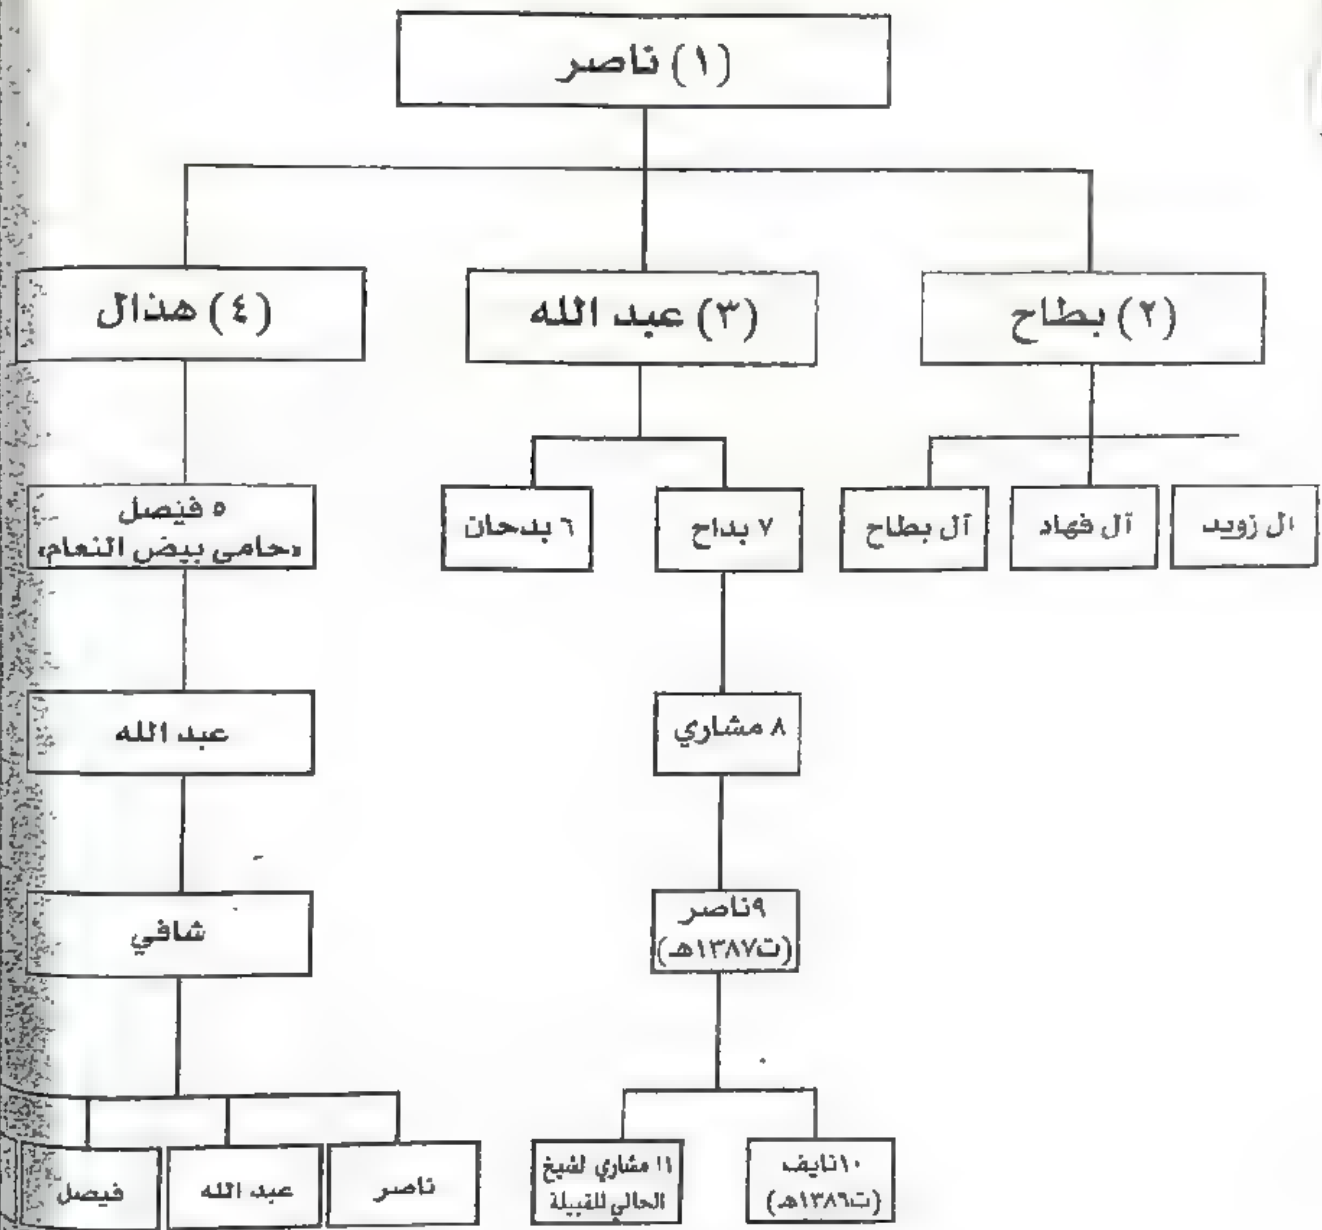 (١) ناصر
(٢) بطاح
(٣) عبد الله
(٤) هذال
ال زويد
آل فهاد
آل بطاح
٧ بداح
٦ بدحان
٥ فيصل
«حامي بيض النعام»
٨ مشاري
عبد الله
٩ناصر
(ت١٣٨٧هـ)
شافي
١٠نايف
(ت١٣٨٦هـ)
١١ مشاري لشيخ
الحالي للقبيلة
ناصر
عبد الله
فيصل